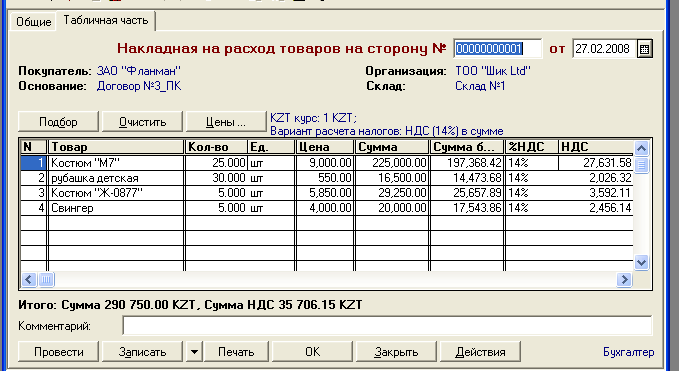 Общие Табличная часть
Накладная на расход товаров на сторону № 00000000001 от 27.02.2008
Покупатель: ЗАО "Фланман" Организация: ТОО "Шик Ltd"
Основание: Договор №3_ПК Склад: Склад №1
Подбор Очистить Цены ... KZT курс: 1 KZT;
Вариант расчета налогов: НДС (14%) в сумме
N Товар Кол-во Ед. Цена Сумма Сумма б... %НДС НДС
1 Костюм "М7" 25.000 шт 9,000.00 225,000.00 197,368.42 14% 27,631.58
2 рубашка детская 30.000 шт 550.00 16,500.00 14,473.68 14% 2,026.32
3 Костюм "Ж-0877" 5.000 шт 5,850.00 29,250.00 25,657.89 14% 3,592.11
4 Свингер 5.000 шт 4,000.00 20,000.00 17,543.86 14% 2,456.14
Итого: Сумма 290 750.00 KZT, Сумма НДС 35 706.15 KZT
Комментарий:
Провести Записать Печать OK Закрыть Действия Бухгалтер